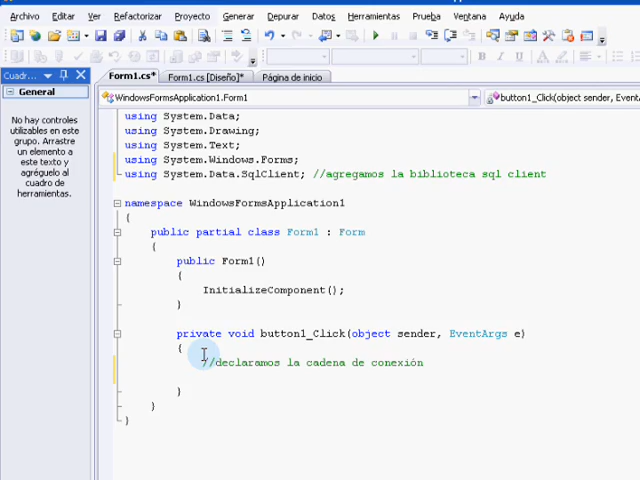 Archivo Editar Ver Refactorizar Proyecto Generar Depurar Datos Herramientas Prueba Ventana Ayuda
Cuadro...
Form1.cs* Form1.cs [Diseño]* Página de inicio
General
WindowsFormsApplication1.Form1 button1_Click(object sender, Event
No hay controles
utilizables en este
grupo. Arrastre
un elemento a
este texto y
agréguelo al
cuadro de
herramientas.
using System.Data;
using System.Drawing;
using System.Text;
using System.Windows.Forms;
using System.Data.SqlClient; //agregamos la biblioteca sql client
namespace WindowsFormsApplication1
{
public partial class Form1 : Form
{
public Form1()
{
InitializeComponent();
}
private void button1_Click(object sender, EventArgs e)
{
//declaramos la cadena de conexión
}
}
}